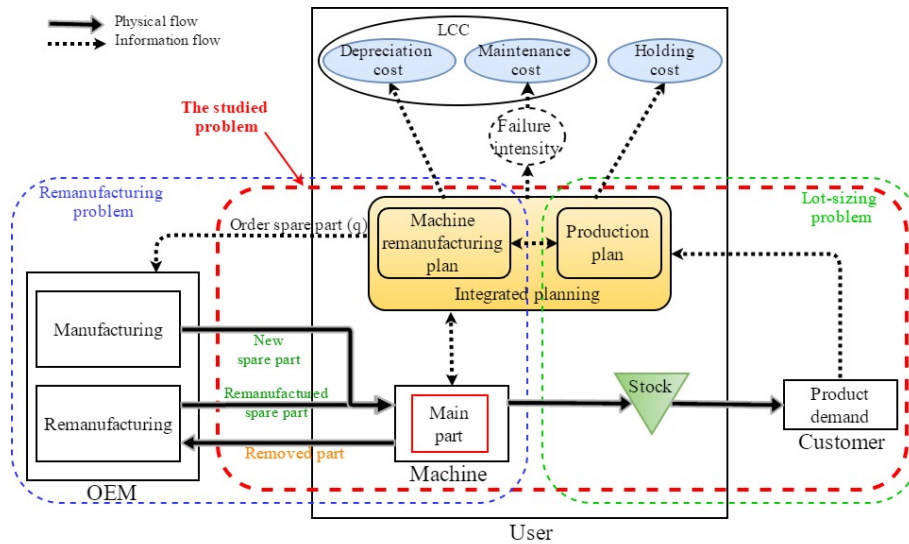 Physical flow
Information flow
LCC
Depreciation
cost
Maintenance
cost
Holding
cost
The studied
problem
Failure
intensity
Remanufacturing
problem
Lot-sizing
problem
Order spare part (q)
Machine
remanufacturing
plan
Production
plan
Integrated planning
Manufacturing
New
spare part
Remanufactured
spare part
Remanufacturing
Removed part
OEM
Main
part
Machine
Stock
Product
demand
Customer
User